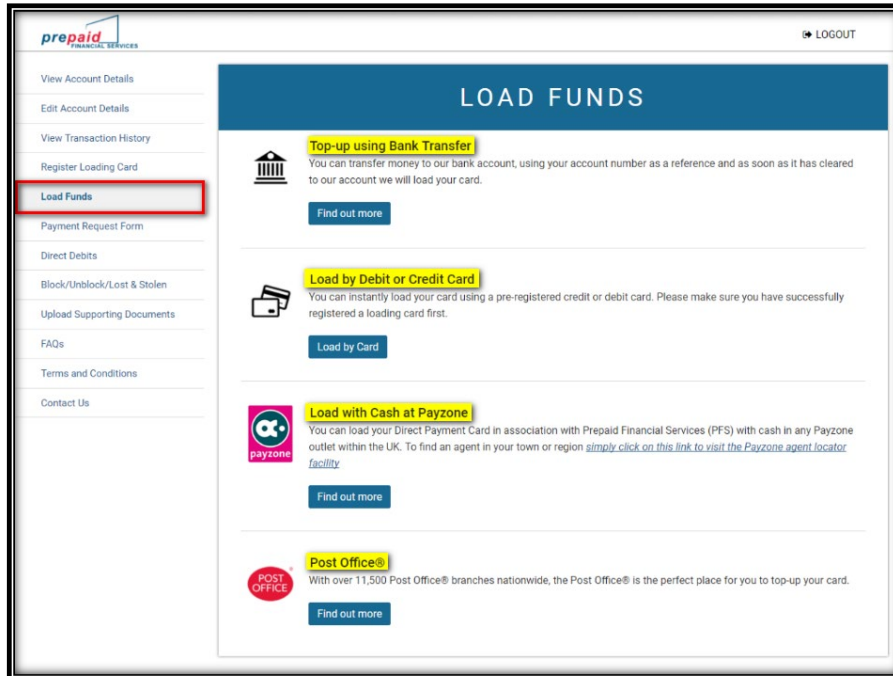 prepaid
FINANCIAL SERVICES
LOGOUT
View Account Details
Edit Account Details
View Transaction History
Register Loading Card
Load Funds
Payment Request Form
Direct Debits
Block/Unblock/Lost & Stolen
Upload Supporting Documents
FAQs
Terms and Conditions
Contact Us
LOAD FUNDS
Top-up using Bank Transfer
You can transfer money to our bank account, using your account number as a reference and as soon as it has cleared
to our account we will load your card.
Find out more
Load by Debit or Credit Card
You can instantly load your card using a pre-registered credit or debit card. Please make sure you have successfully
registered a loading card first.
Load by Card
payzone
Load with Cash at Payzone
You can load your Direct Payment Card in association with Prepaid Financial Services (PFS) with cash in any Payzone
outlet within the UK. To find an agent in your town or region simply click on this link to visit the Payzone agent locator
facility
Find out more
POST
OFFICE
Post Office®
With over 11,500 Post Office® branches nationwide, the Post Office® is the perfect place for you to top-up your card.
Find out more